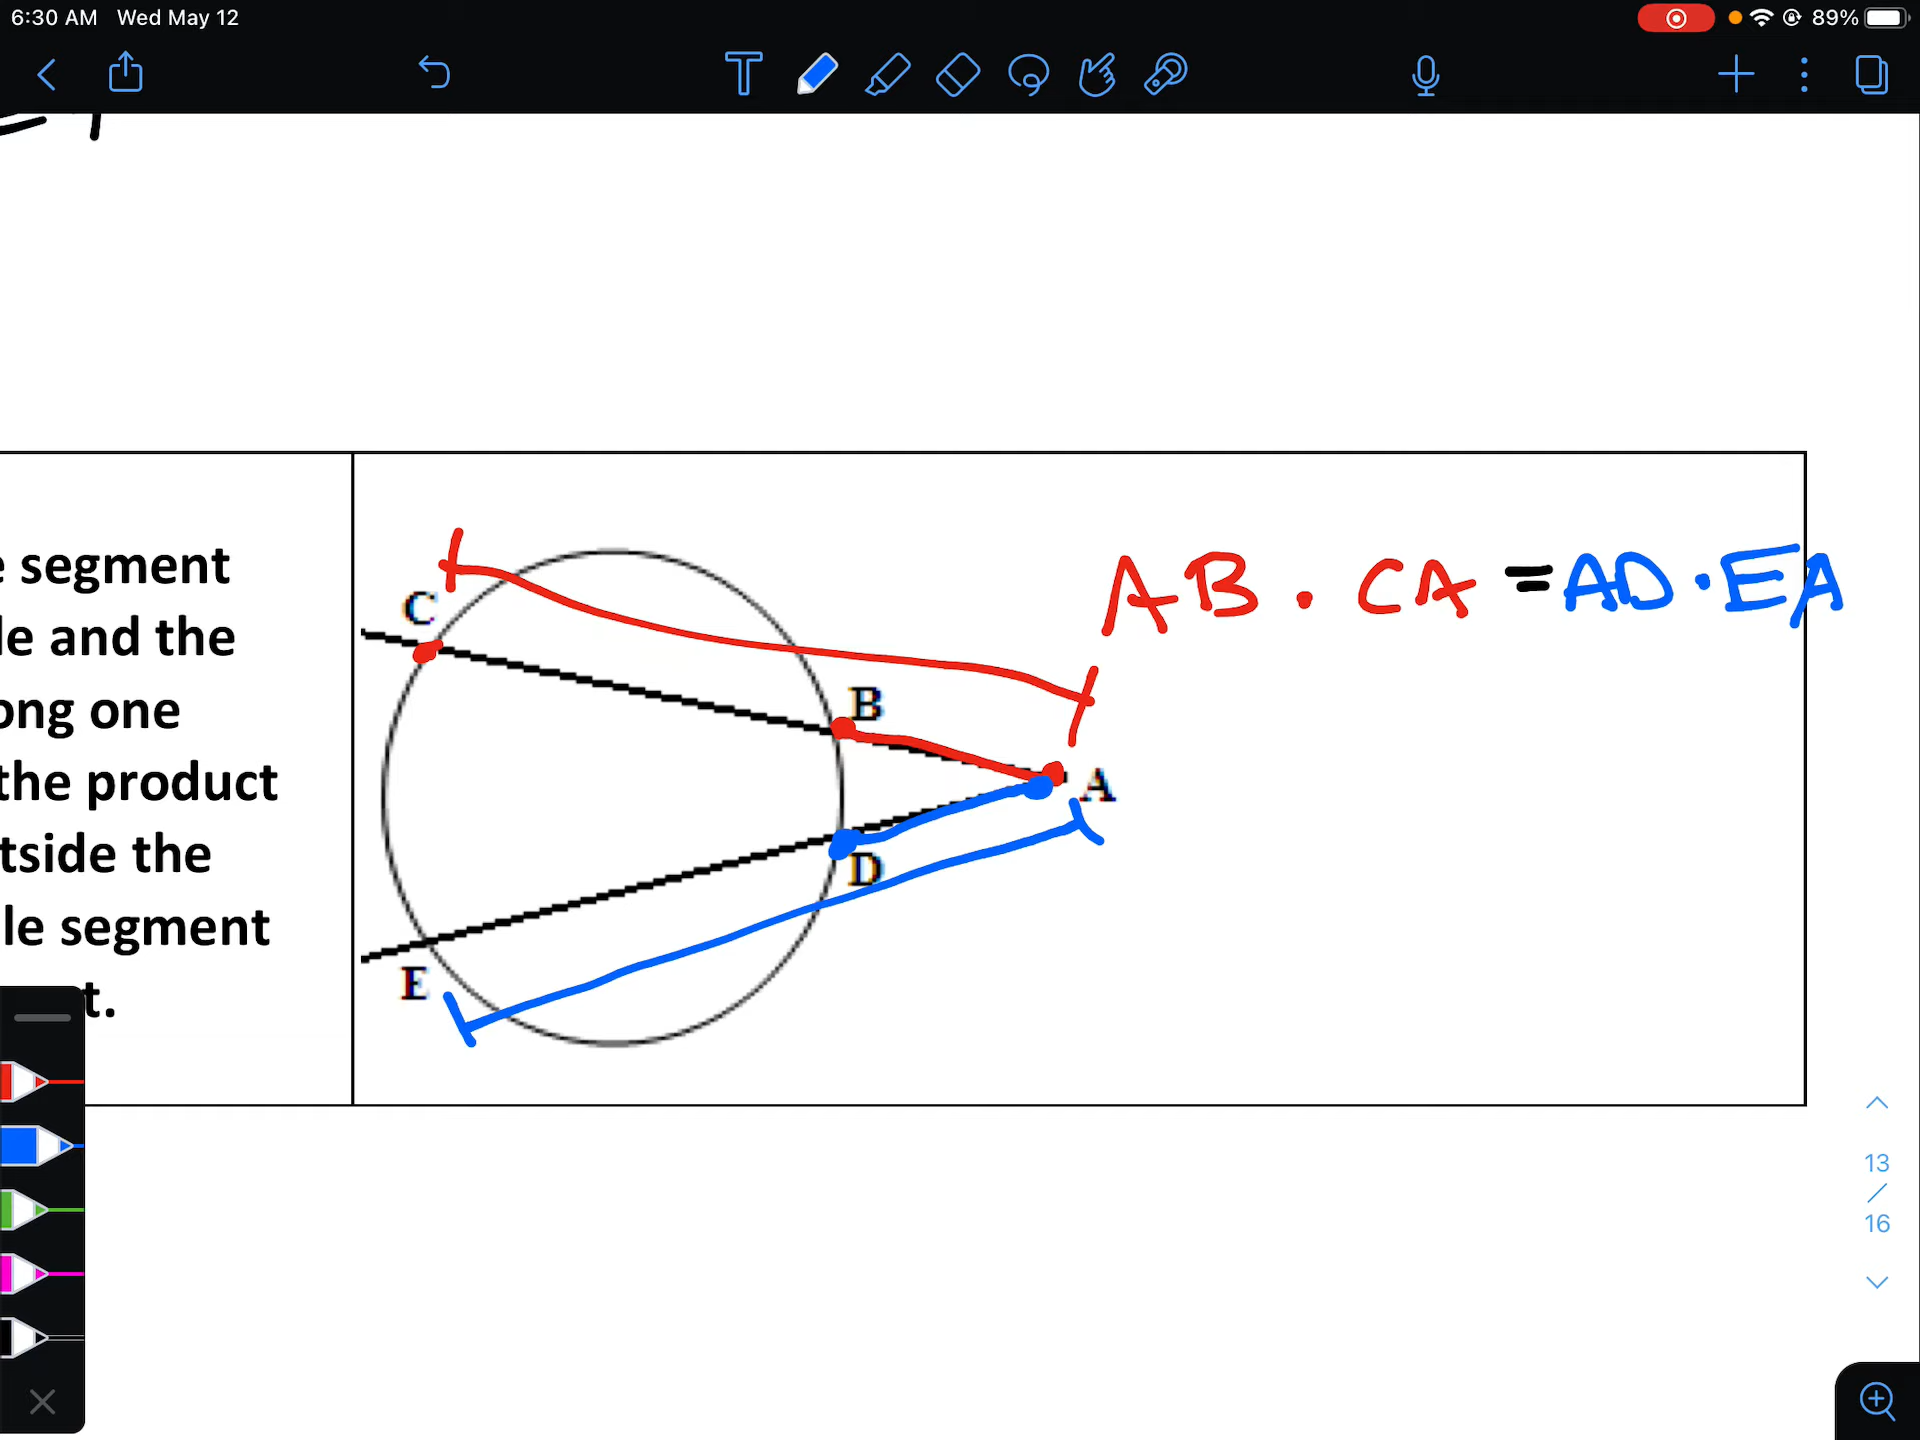 6:30 AM Wed May 12
89%
segment
le and the
ong one
the product
tside the
le segment
t.
C
B
A
D
E
AB · CA = AD · EA
13
/
16